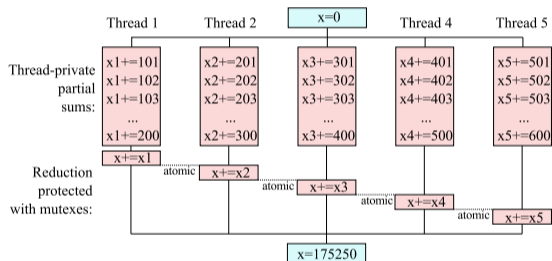 x=0
Thread 1
Thread 2
Thread 4
Thread 5
Thread-private
partial
sums:
x1+=101
x1+=102
x1+=103
...
x1+=200
x2+=201
x2+=202
x2+=203
...
x2+=300
x3+=301
x3+=302
x3+=303
...
x3+=400
x4+=401
x4+=402
x4+=403
...
x4+=500
x5+=501
x5+=502
x5+=503
...
x5+=600
Reduction
protected
with mutexes:
x+=x1
atomic
x+=x2
atomic
x+=x3
atomic
x+=x4
atomic
x+=x5
x=175250